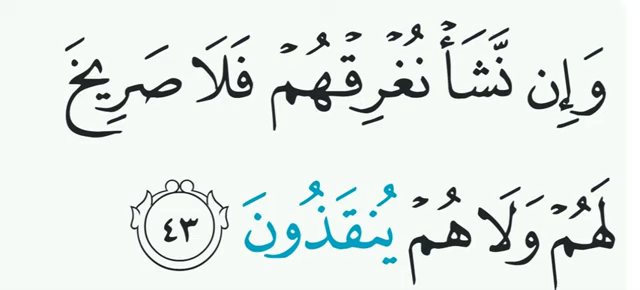 وَإِن نَّشَأْ نُغْرِقْهُمْ فَلَا صَرِيخَ
لَهُمْ وَلَا هُمْ يُنقَذُونَ ٤٣